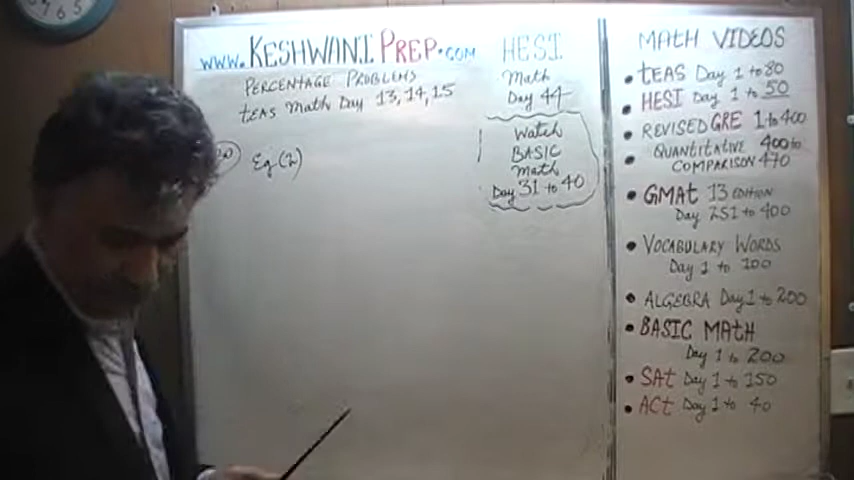 www.KESHWANIPREP.COM
PERCENTAGE PROBLEMS
TEAS Math Day 13, 14, 15
Eg (2)
HESI
Math
Day 44
Watch
BASIC
Math
Day 31 to 40
MATH VIDEOS
• TEAS Day 1 to 80
• HESI Day 1 to 50
• REVISED GRE 1 to 400
• QUANTITATIVE 400 to
COMPARISON 470
• GMAT 13 EDITION
Day 251 to 400
• VOCABULARY WORDS
Day 1 to 100
• ALGEBRA Day 1 to 200
• BASIC MATH
Day 1 to 200
• SAT Day 1 to 150
• ACT Day 1 to 40